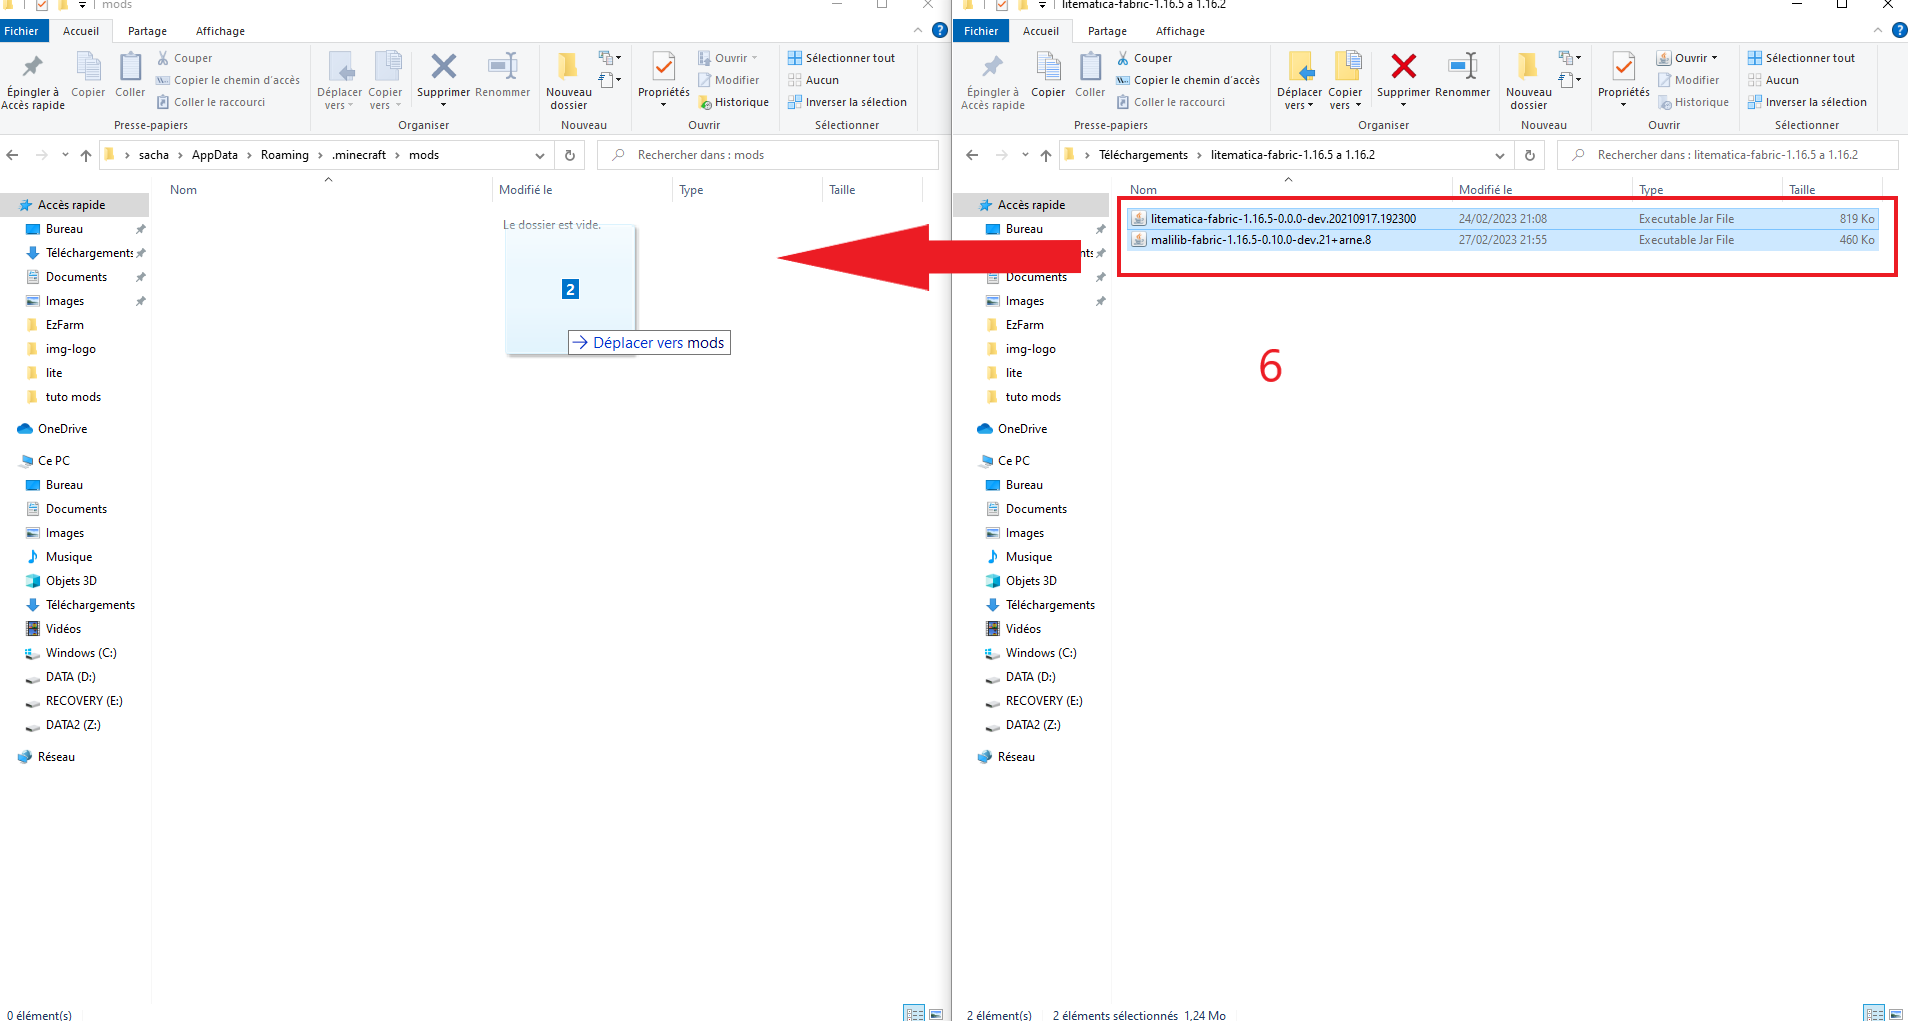 mods
Fichier
Accueil
Partage
Affichage
Épingler à
Accès rapide
Copier
Coller
Couper
Copier le chemin d'accès
Coller le raccourci
Presse-papiers
Déplacer
vers
Copier
vers
Supprimer
Renommer
Organiser
Nouveau
dossier
Nouveau
Propriétés
Ouvrir
Modifier
Historique
Ouvrir
Sélectionner tout
Aucun
Inverser la sélection
Sélectionner
sacha > AppData > Roaming > .minecraft > mods
Rechercher dans : mods
Nom
Modifié le
Type
Taille
Accès rapide
Bureau
Téléchargements
Documents
Images
EzFarm
img-logo
lite
tuto mods
OneDrive
Ce PC
Bureau
Documents
Images
Musique
Objets 3D
Téléchargements
Vidéos
Windows (C:)
DATA (D:)
RECOVERY (E:)
DATA2 (Z:)
Réseau
Le dossier est vide.
2
Déplacer vers mods
0 élément(s)
litematica-fabric-1.16.5 a 1.16.2
Fichier
Accueil
Partage
Affichage
Épingler à
Accès rapide
Copier
Coller
Couper
Copier le chemin d'accès
Coller le raccourci
Presse-papiers
Déplacer
vers
Copier
vers
Supprimer
Renommer
Organiser
Nouveau
dossier
Nouveau
Propriétés
Ouvrir
Modifier
Historique
Ouvrir
Sélectionner tout
Aucun
Inverser la sélection
Sélectionner
Téléchargements > litematica-fabric-1.16.5 a 1.16.2
Rechercher dans : litematica-fabric-1.16.5 a 1.16.2
Nom
Modifié le
Type
Taille
litematica-fabric-1.16.5-0.0.0-dev.20210917.192300 24/02/2023 21:08 Executable Jar File 819 Ko
malilib-fabric-1.16.5-0.10.0-dev.21+arne.8 27/02/2023 21:55 Executable Jar File 460 Ko
6
Accès rapide
Bureau
nts
Documents
Images
EzFarm
img-logo
lite
tuto mods
OneDrive
Ce PC
Bureau
Documents
Images
Musique
Objets 3D
Téléchargements
Vidéos
Windows (C:)
DATA (D:)
RECOVERY (E:)
DATA2 (Z:)
Réseau
2 élément(s)
2 éléments sélectionnés 1,24 Mo